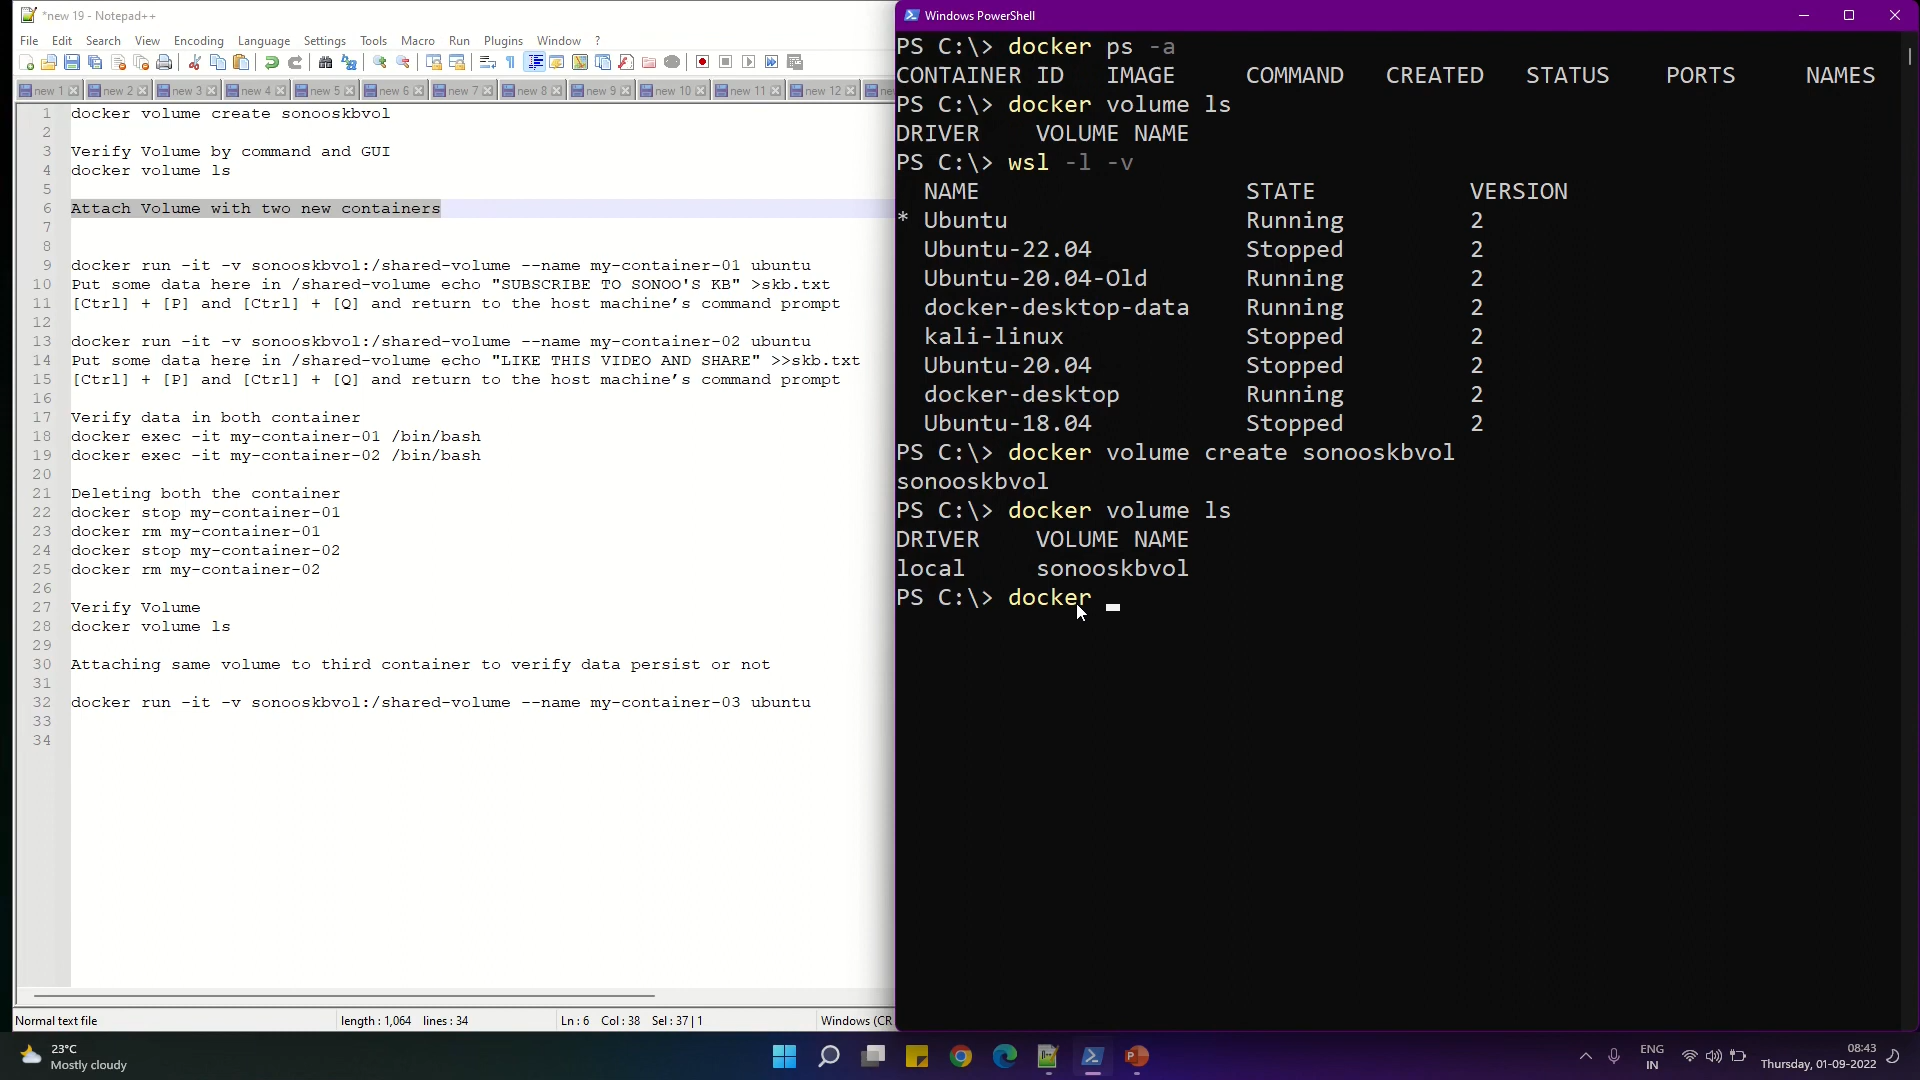 *new 19 - Notepad++
File Edit Search View Encoding Language Settings Tools Macro Run Plugins Window ?
new 1 new 2 new 3 new 4 new 5 new 6 new 7 new 8 new 9 new 10 new 11 new 12
1 docker volume create sonooskbvol
2
3 Verify Volume by command and GUI
4 docker volume ls
5
6 Attach Volume with two new containers
7
8
9 docker run -it -v sonooskbvol:/shared-volume --name my-container-01 ubuntu
10 Put some data here in /shared-volume echo "SUBSCRIBE TO SONOO'S KB" >skb.txt
11 [Ctrl] + [P] and [Ctrl] + [Q] and return to the host machine’s command prompt
12
13 docker run -it -v sonooskbvol:/shared-volume --name my-container-02 ubuntu
14 Put some data here in /shared-volume echo "LIKE THIS VIDEO AND SHARE" >>skb.txt
15 [Ctrl] + [P] and [Ctrl] + [Q] and return to the host machine’s command prompt
16
17 Verify data in both container
18 docker exec -it my-container-01 /bin/bash
19 docker exec -it my-container-02 /bin/bash
20
21 Deleting both the container
22 docker stop my-container-01
23 docker rm my-container-01
24 docker stop my-container-02
25 docker rm my-container-02
26
27 Verify Volume
28 docker volume ls
29
30 Attaching same volume to third container to verify data persist or not
31
32 docker run -it -v sonooskbvol:/shared-volume --name my-container-03 ubuntu
33
34
Normal text file length : 1,064 lines : 34 Ln : 6 Col : 38 Sel : 37 | 1 Windows (CR
Windows PowerShell
PS C:\> docker ps -a
CONTAINER ID IMAGE COMMAND CREATED STATUS PORTS NAMES
PS C:\> docker volume ls
DRIVER VOLUME NAME
PS C:\> wsl -l -v
NAME STATE VERSION
* Ubuntu Running 2
Ubuntu-22.04 Stopped 2
Ubuntu-20.04-Old Running 2
docker-desktop-data Running 2
kali-linux Stopped 2
Ubuntu-20.04 Stopped 2
docker-desktop Running 2
Ubuntu-18.04 Stopped 2
PS C:\> docker volume create sonooskbvol
sonooskbvol
PS C:\> docker volume ls
DRIVER VOLUME NAME
local sonooskbvol
PS C:\> docker
23°C
Mostly cloudy
ENG
IN
08:43
Thursday, 01-09-2022